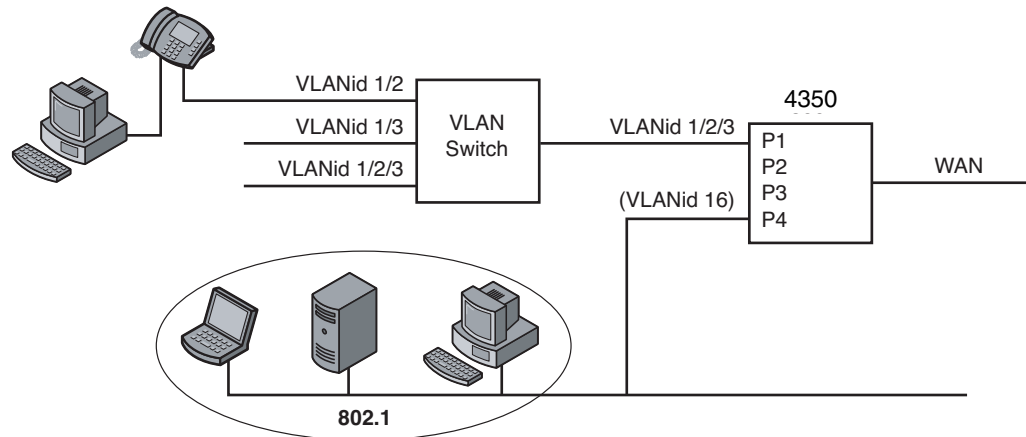 VLANid 1/2
4350
VLANid 1/3
VLAN
Switch
VLANid 1/2/3
P1
VLANid 1/2/3
P2
WAN
P3
(VLANid 16)
P4
802.1